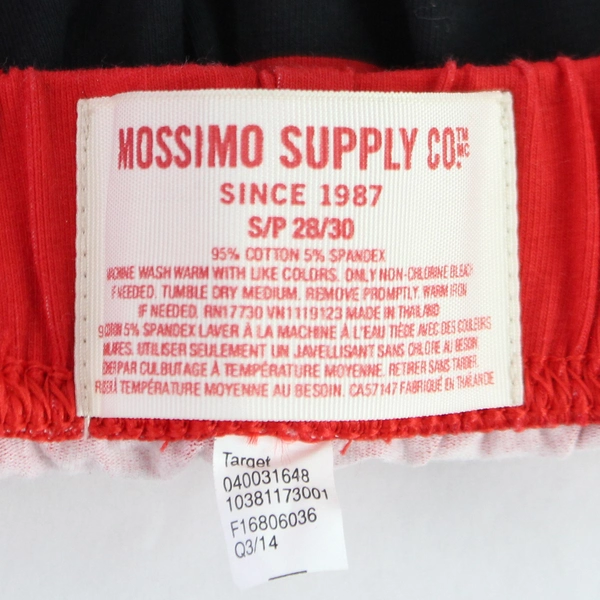 MOSSIMO SUPPLY CO.™ MC
SINCE 1987
S/P 28/30
95% COTTON 5% SPANDEX
MACHINE WASH WARM WITH LIKE COLORS. ONLY NON-CHLORINE BLEACH
IF NEEDED. TUMBLE DRY MEDIUM. REMOVE PROMPTLY. WARM IRON
IF NEEDED. RN17730 VN1119123 MADE IN THAILAND
COTON 5% SPANDEX LAVER À LA MACHINE À L'EAU TIÈDE AVEC DES COULEURS
UTILISER SEULEMENT UN JAVELLISANT SANS CHLORE AU BESOIN
PAR CULBUTAGE À TEMPÉRATURE MOYENNE. RETIRER SANS TARDER.
À TEMPÉRATURE MOYENNE AU BESOIN. CA57147 FABRIQUÉ EN THAILANDE
Target
040031648
10381173001
F16806036
Q3/14